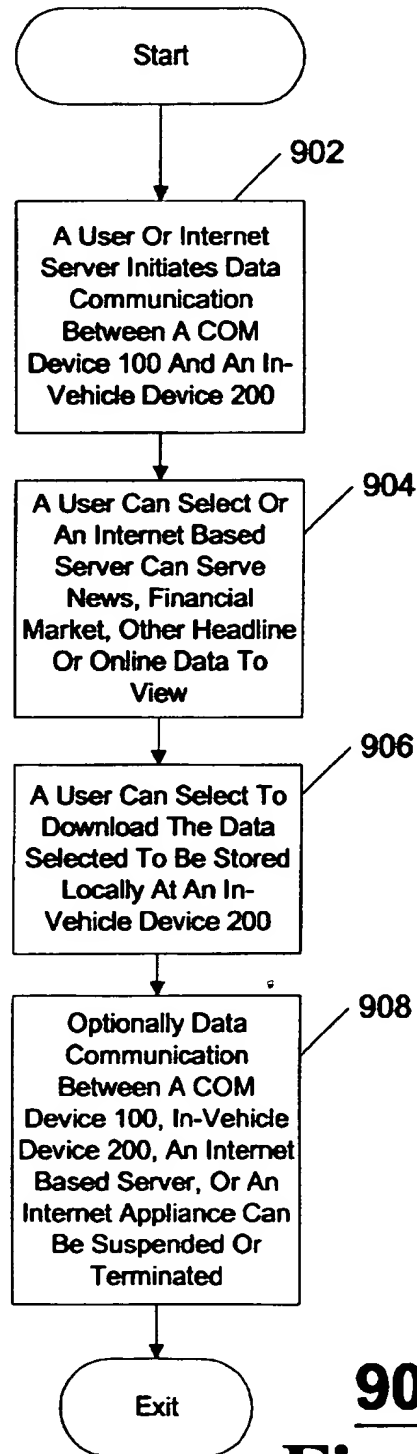 Start
902
A User Or Internet
Server Initiates Data
Communication
Between A COM
Device 100 And An In-
Vehicle Device 200
904
A User Can Select Or
An Internet Based
Server Can Serve
News, Financial
Market, Other Headline
Or Online Data To
View
906
A User Can Select To
Download The Data
Selected To Be Stored
Locally At An In-
Vehicle Device 200
908
Optionally Data
Communication
Between A COM
Device 100, In-Vehicle
Device 200, An Internet
Based Server, Or An
Internet Appliance Can
Be Suspended Or
Terminated
Exit